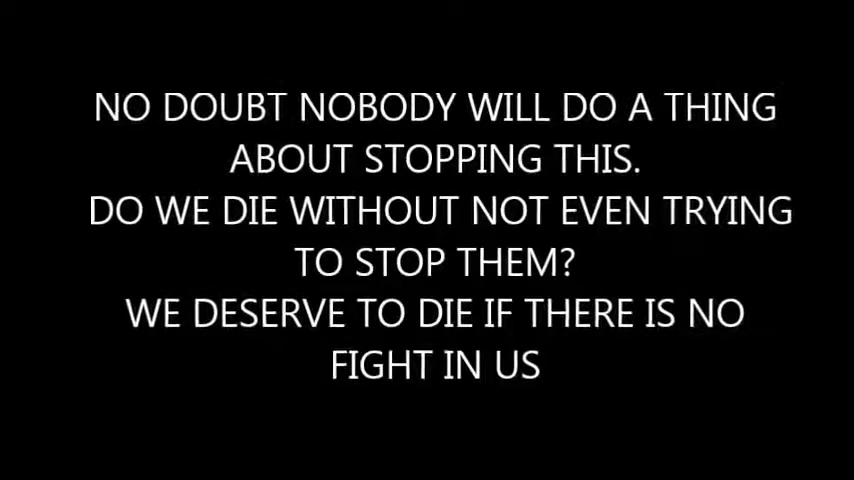 NO DOUBT NOBODY WILL DO A THING
ABOUT STOPPING THIS.
DO WE DIE WITHOUT NOT EVEN TRYING
TO STOP THEM?
WE DESERVE TO DIE IF THERE IS NO
FIGHT IN US